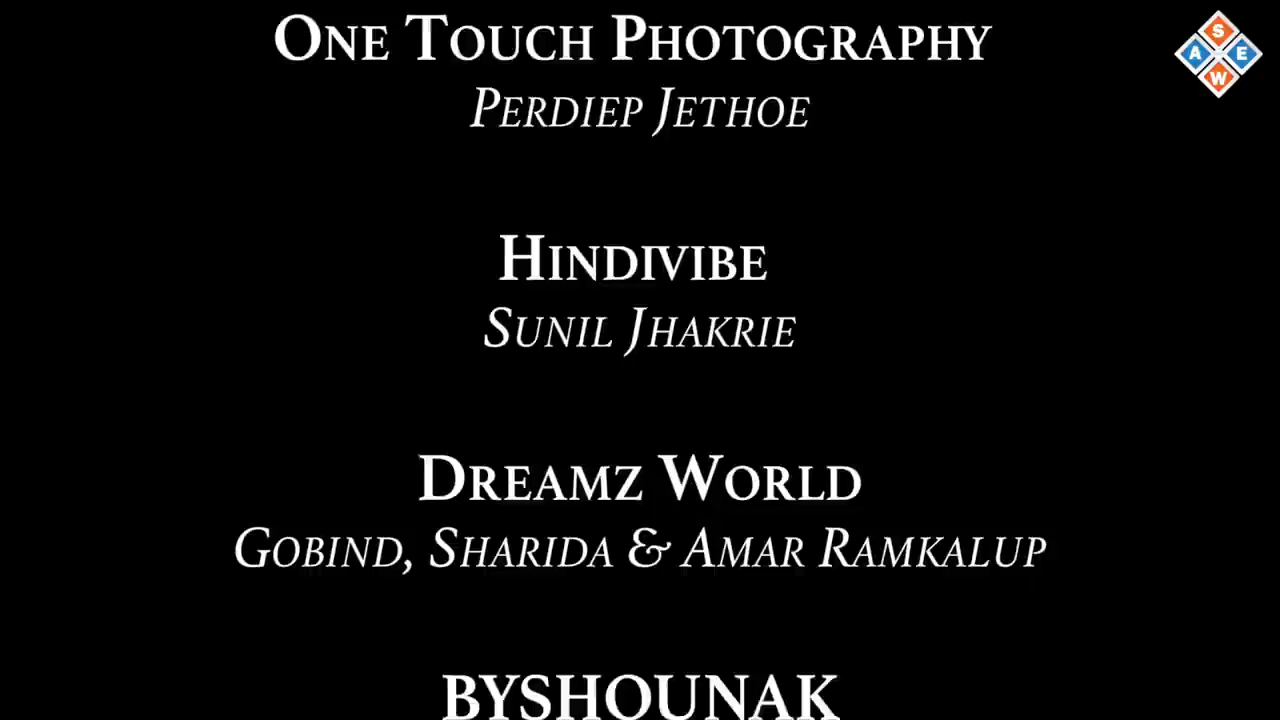 One Touch Photography
Perdiep Jethoe
Hindivibe
Sunil Jhakrie
Dreamz World
Gobind, Sharida & Amar Ramkalup
BYSHOUNAK
S
A E
W